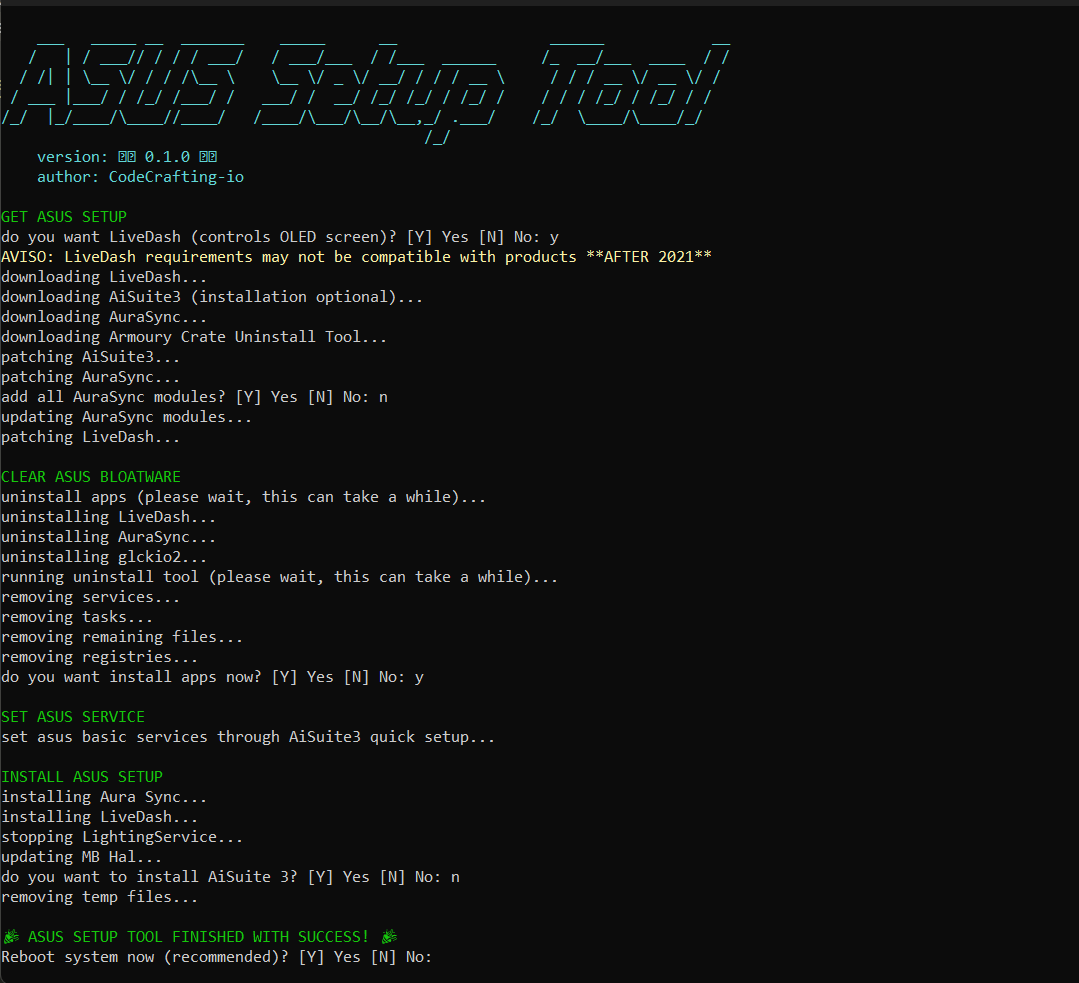 ASUS Setup Tool
version: 0.1.0
author: CodeCrafting-io
GET ASUS SETUP
do you want LiveDash (controls OLED screen)? [Y] Yes [N] No: y
AVISO: LiveDash requirements may not be compatible with products **AFTER 2021**
downloading LiveDash...
downloading AiSuite3 (installation optional)...
downloading AuraSync...
downloading Armoury Crate Uninstall Tool...
patching AiSuite3...
patching AuraSync...
add all AuraSync modules? [Y] Yes [N] No: n
updating AuraSync modules...
patching LiveDash...
CLEAR ASUS BLOATWARE
uninstall apps (please wait, this can take a while)...
uninstalling LiveDash...
uninstalling AuraSync...
uninstalling glckio2...
running uninstall tool (please wait, this can take a while)...
removing services...
removing tasks...
removing remaining files...
removing registries...
do you want install apps now? [Y] Yes [N] No: y
SET ASUS SERVICE
set asus basic services through AiSuite3 quick setup...
INSTALL ASUS SETUP
installing Aura Sync...
installing LiveDash...
stopping LightingService...
updating MB Hal...
do you want to install AiSuite 3? [Y] Yes [N] No: n
removing temp files...
🎉 ASUS SETUP TOOL FINISHED WITH SUCCESS! 🎉
Reboot system now (recommended)? [Y] Yes [N] No: